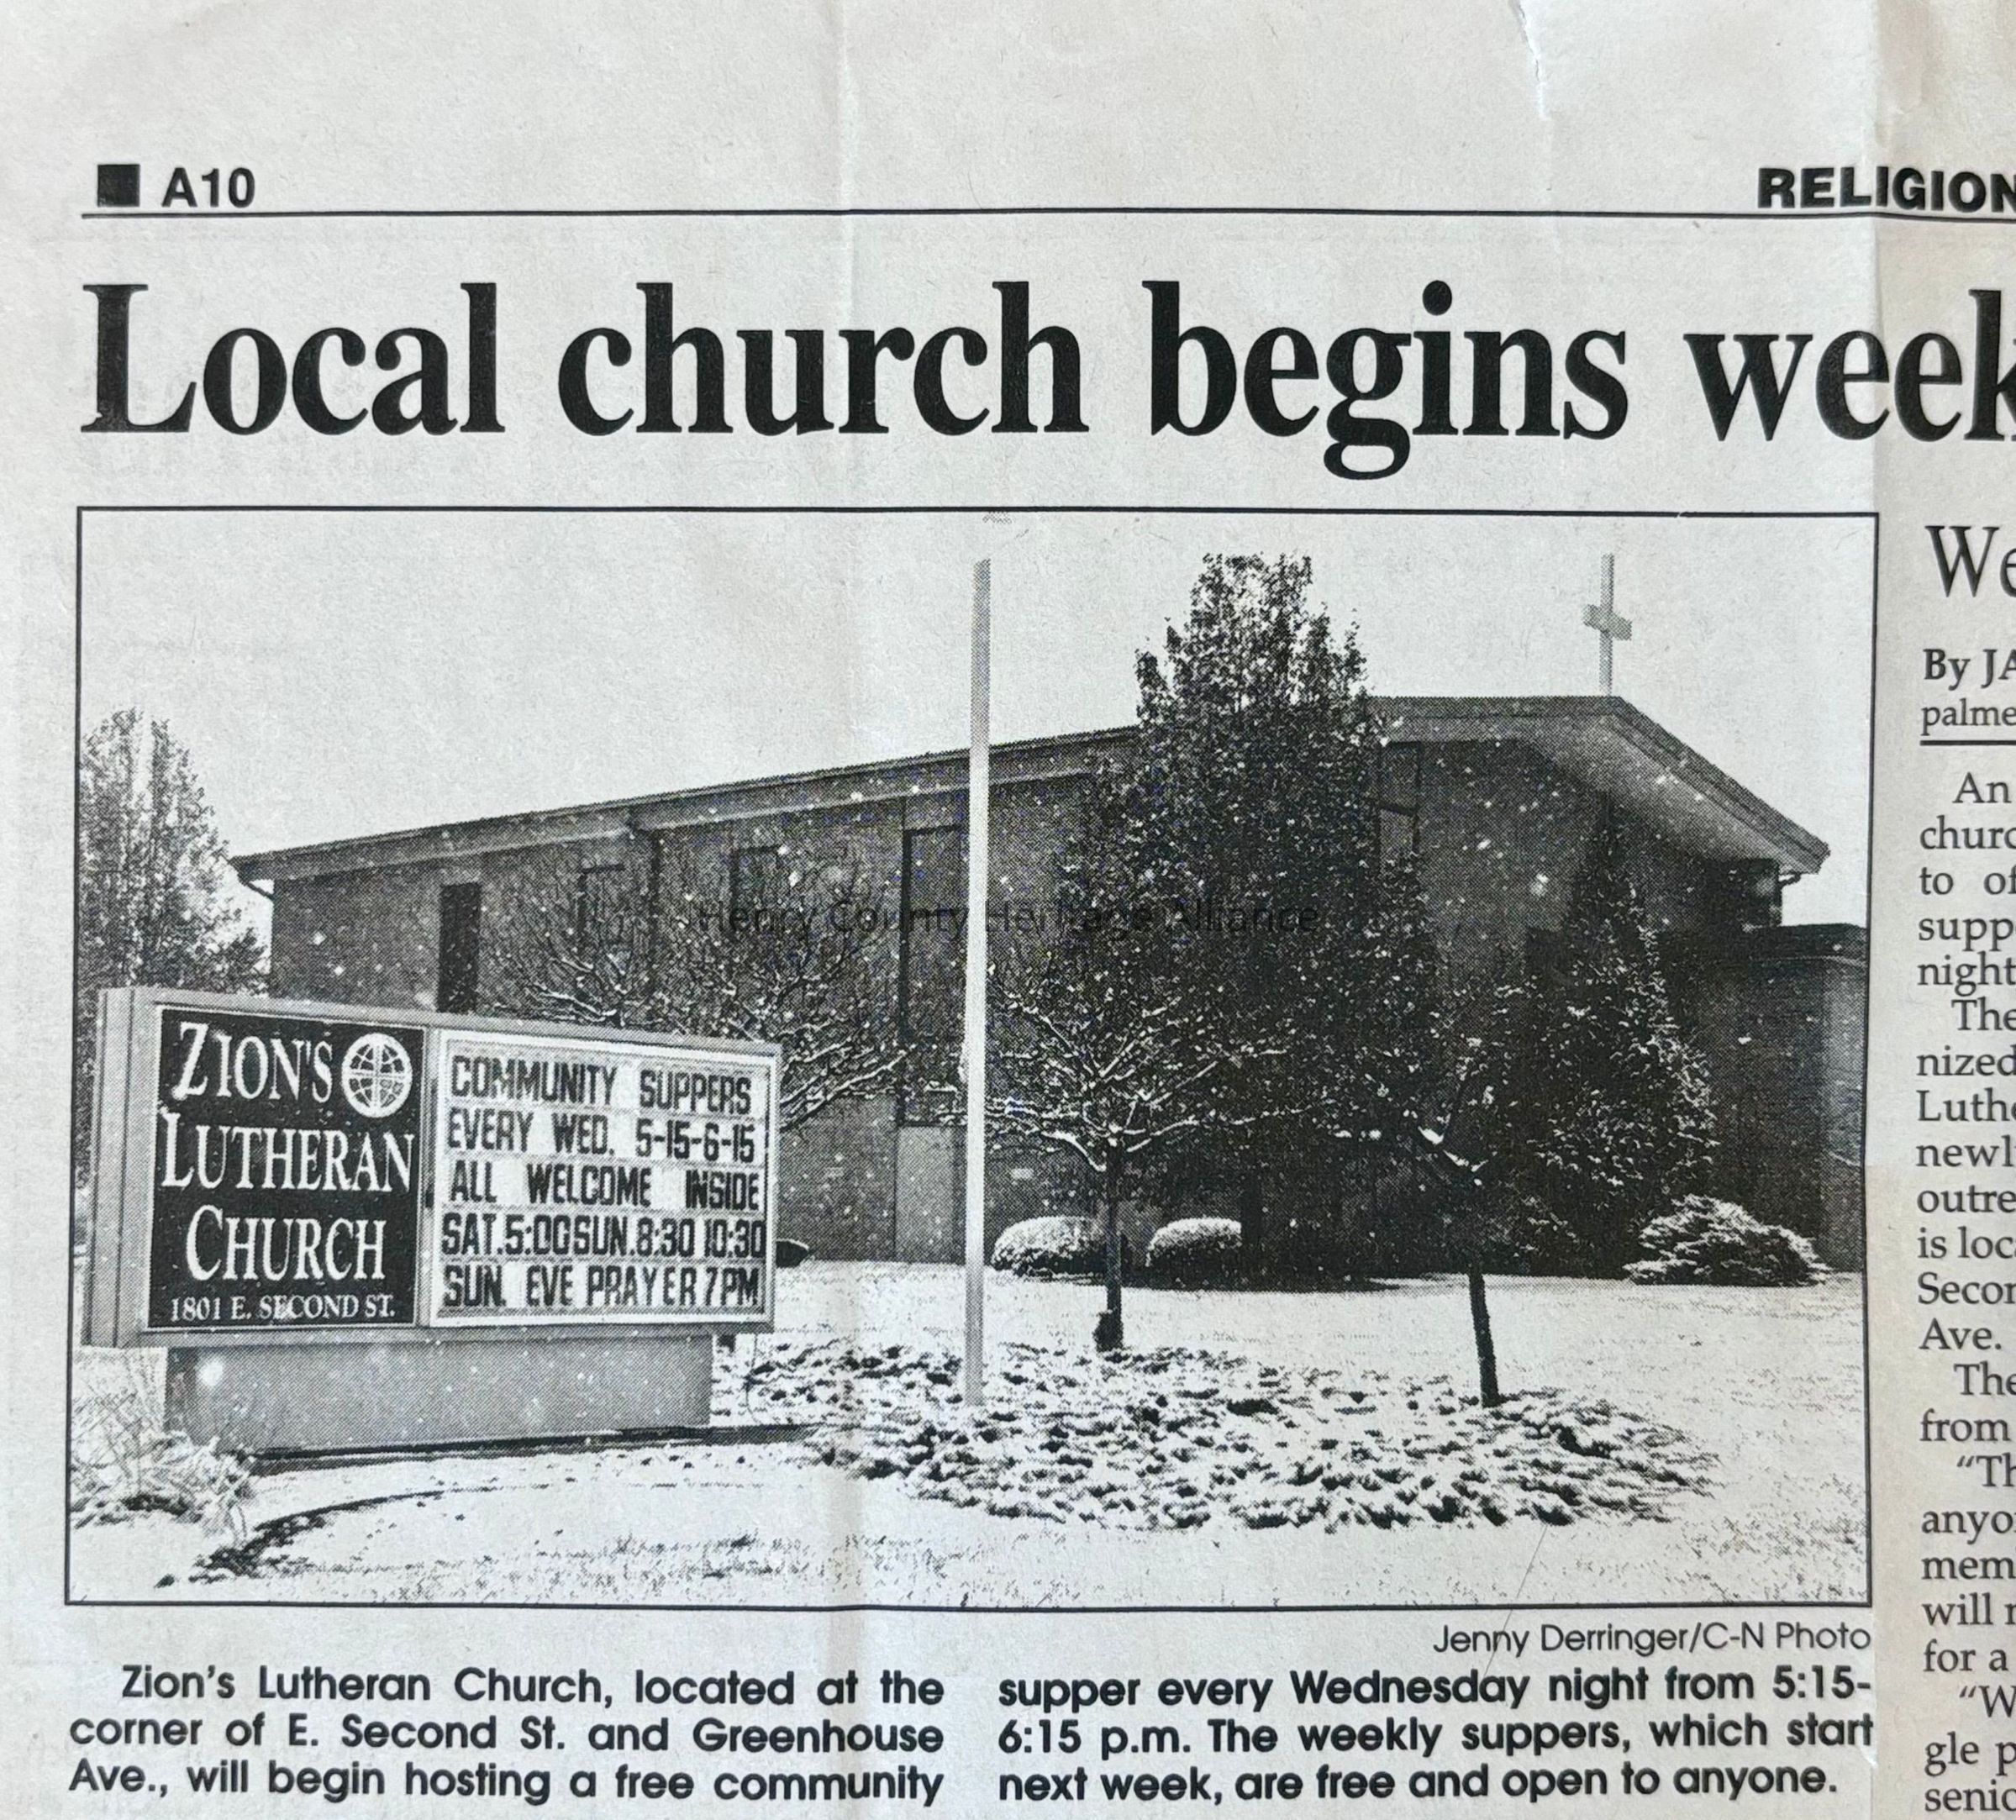 A10
RELIGION
Local church begins week
Henry County Heritage Alliance
ZION'S
LUTHERAN
CHURCH
1801 E. SECOND ST.
COMMUNITY SUPPERS
EVERY WED. 5-15-6-15
ALL WELCOME INSIDE
SAT.5:00SUN.8:30 10:30
SUN. EVE PRAYER 7PM
Jenny Derringer/C-N Photo
Zion's Lutheran Church, located at the
corner of E. Second St. and Greenhouse
Ave., will begin hosting a free community
supper every Wednesday night from 5:15-
6:15 p.m. The weekly suppers, which start
next week, are free and open to anyone.
We
By JA
palme
An
churc
to of
supp
night
The
nized
Luthe
newl
outre
is loc
Secon
Ave.
The
from
"Th
anyo
mem
will
for a
"W
gle p
senio